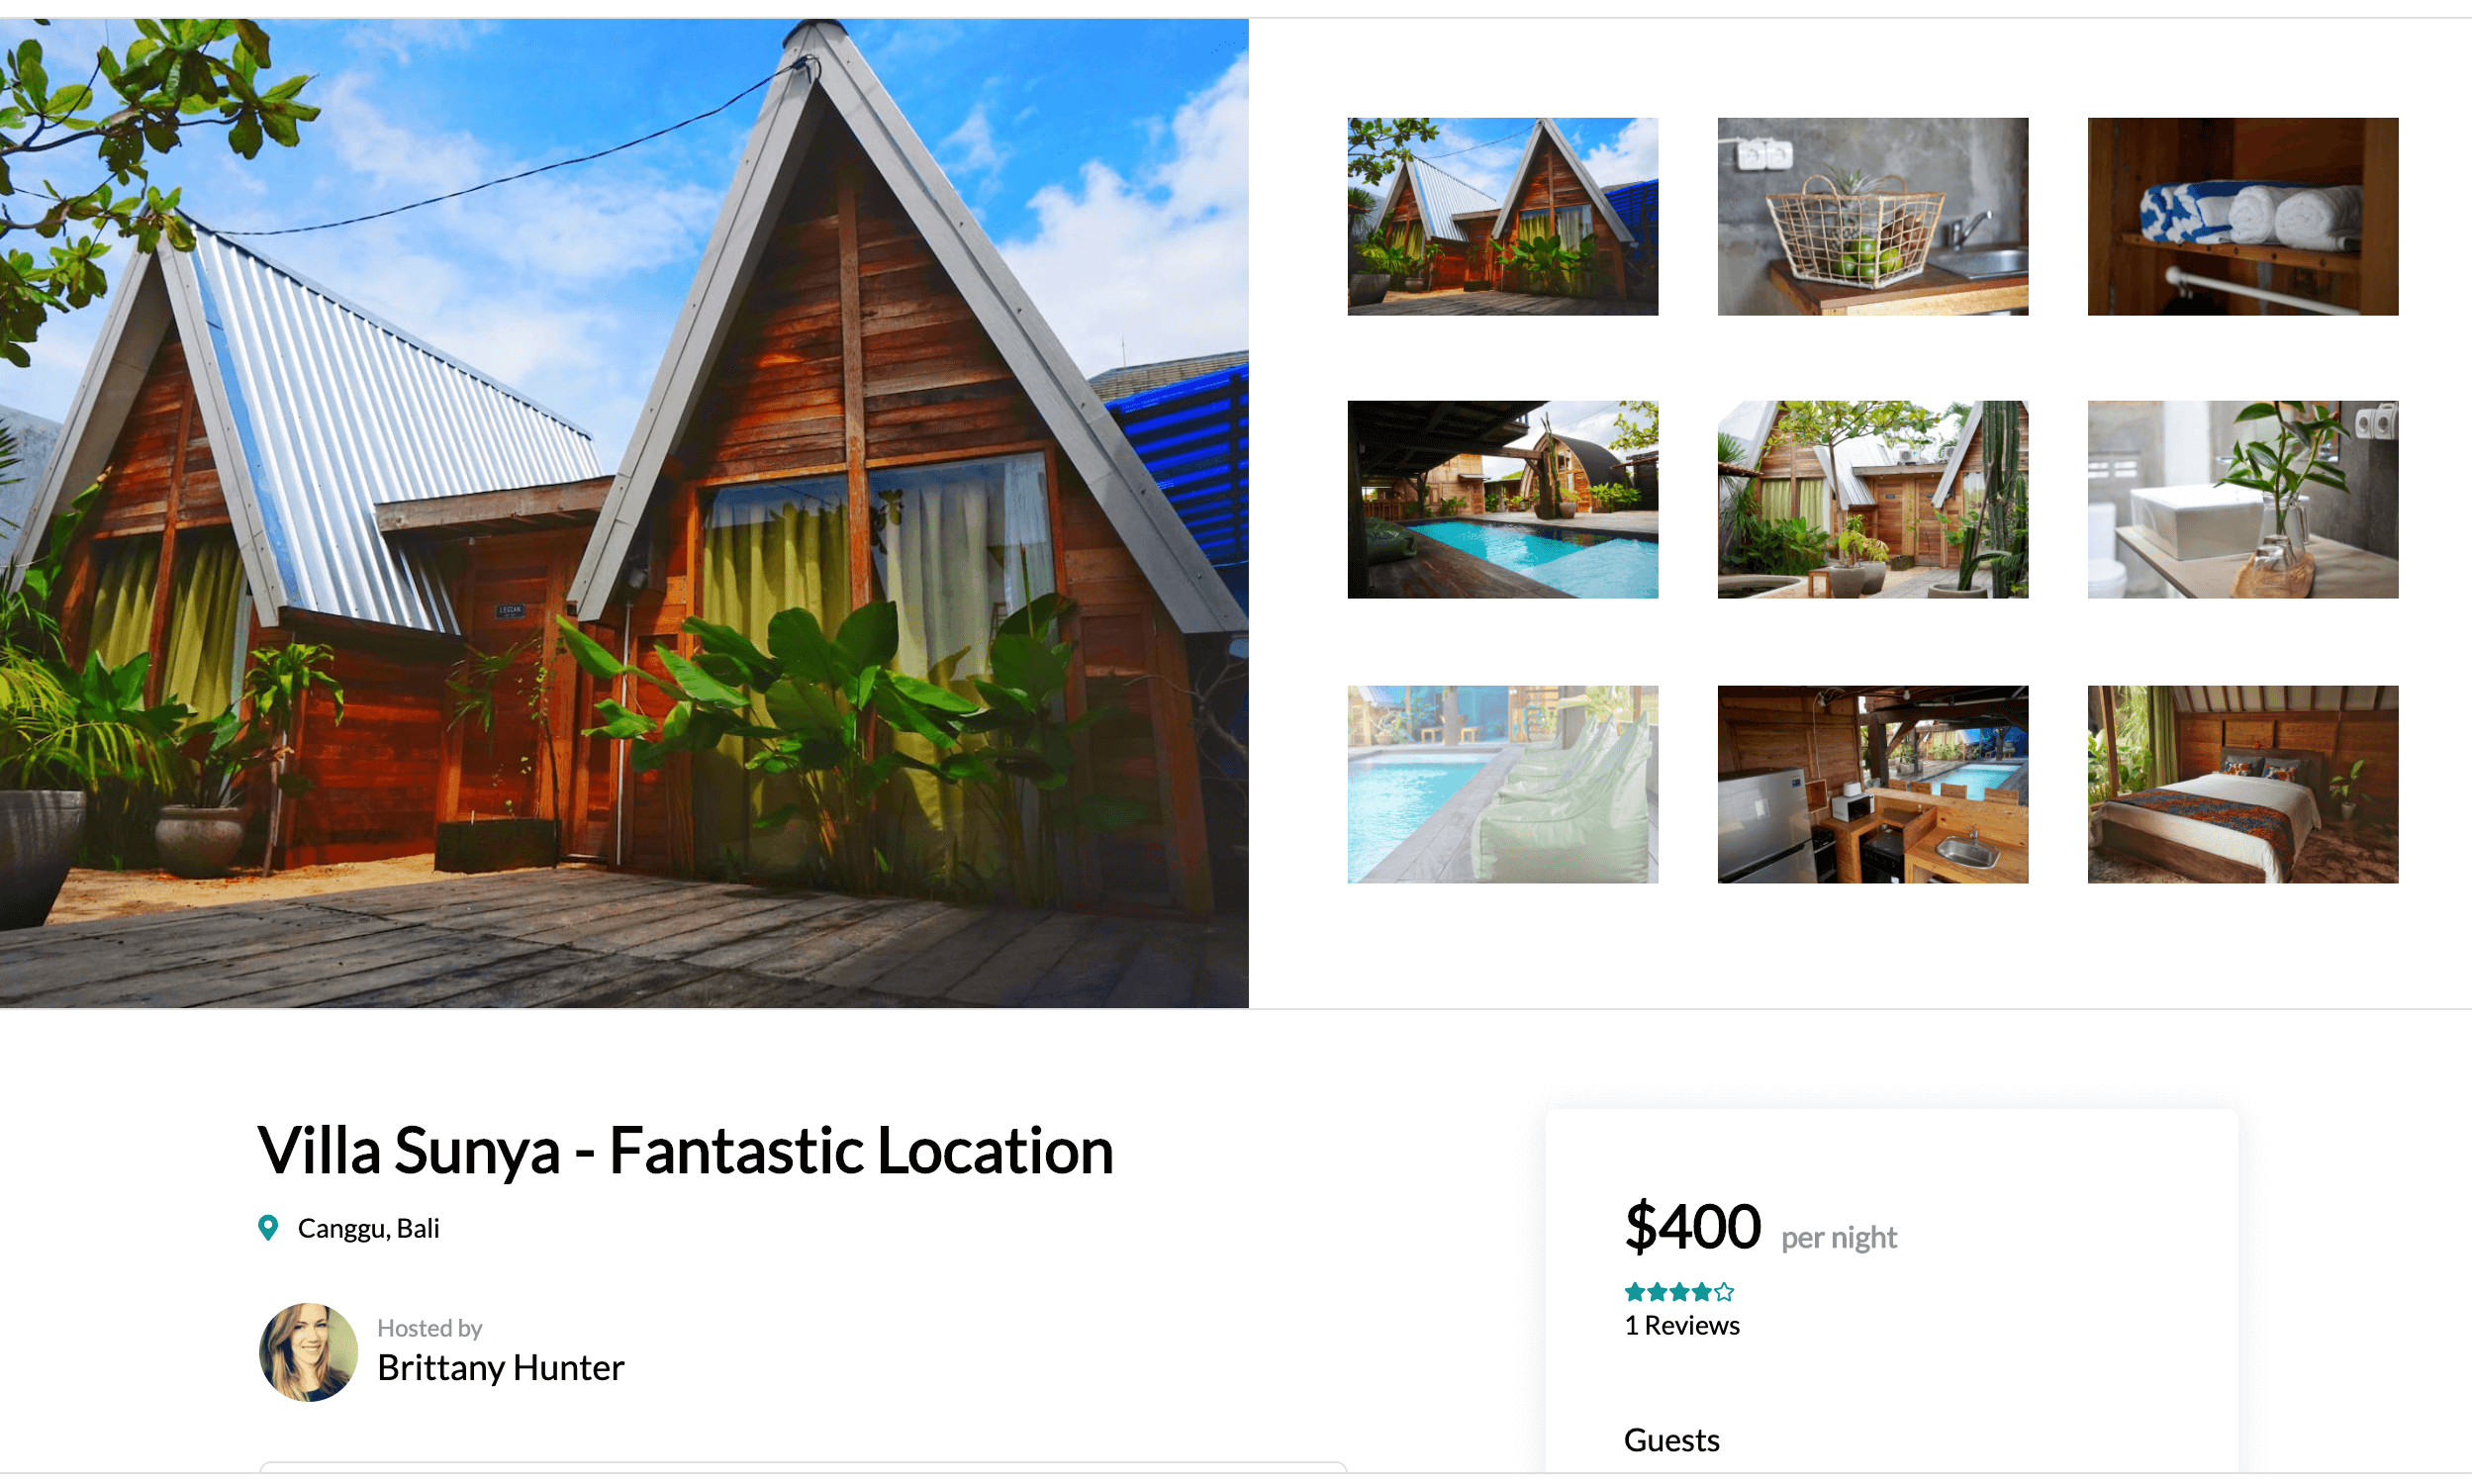 LEGIAN
Villa Sunya - Fantastic Location
Canggu, Bali
Hosted by
Brittany Hunter
$400 per night
1 Reviews
Guests